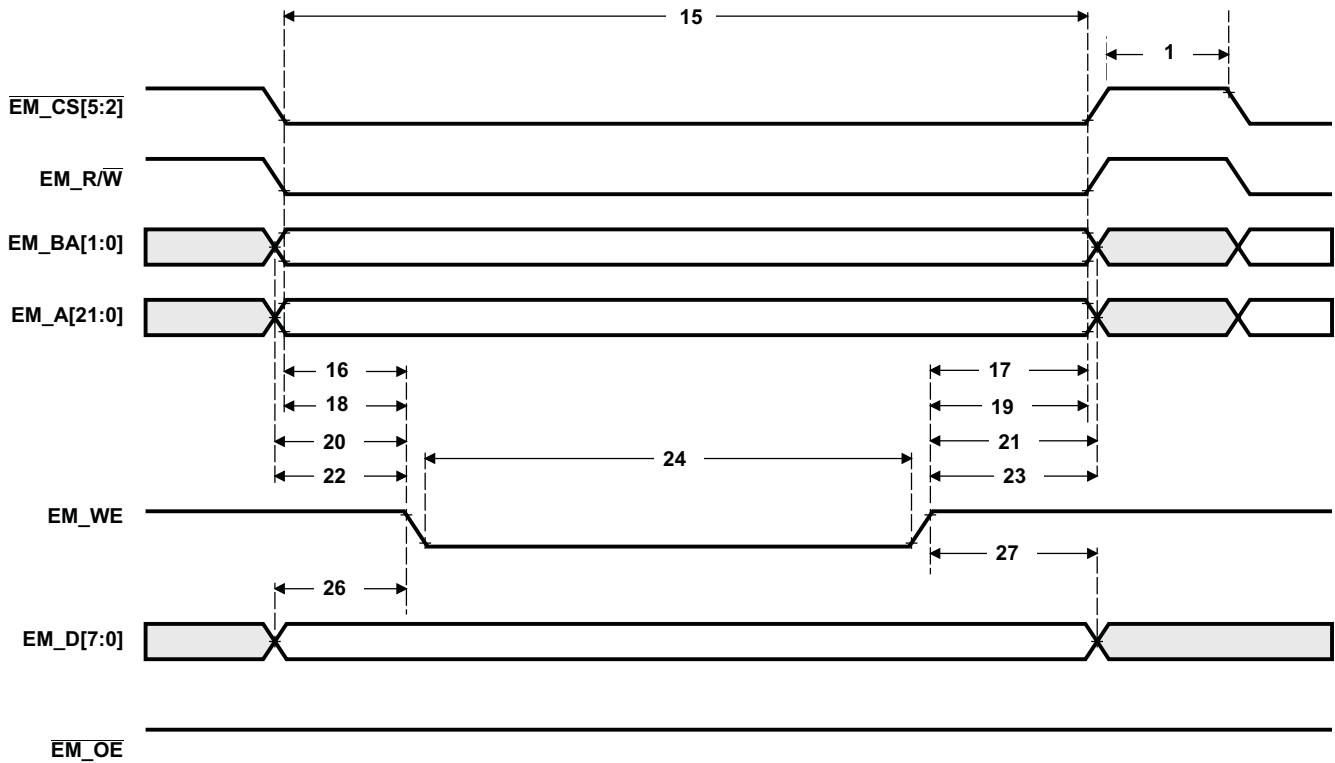 15
1
EM_CS[5:2]
EM_R/W
EM_BA[1:0]
EM_A[21:0]
16
17
18
19
20
21
22
23
24
EM_WE
27
26
EM_D[7:0]
EM_OE